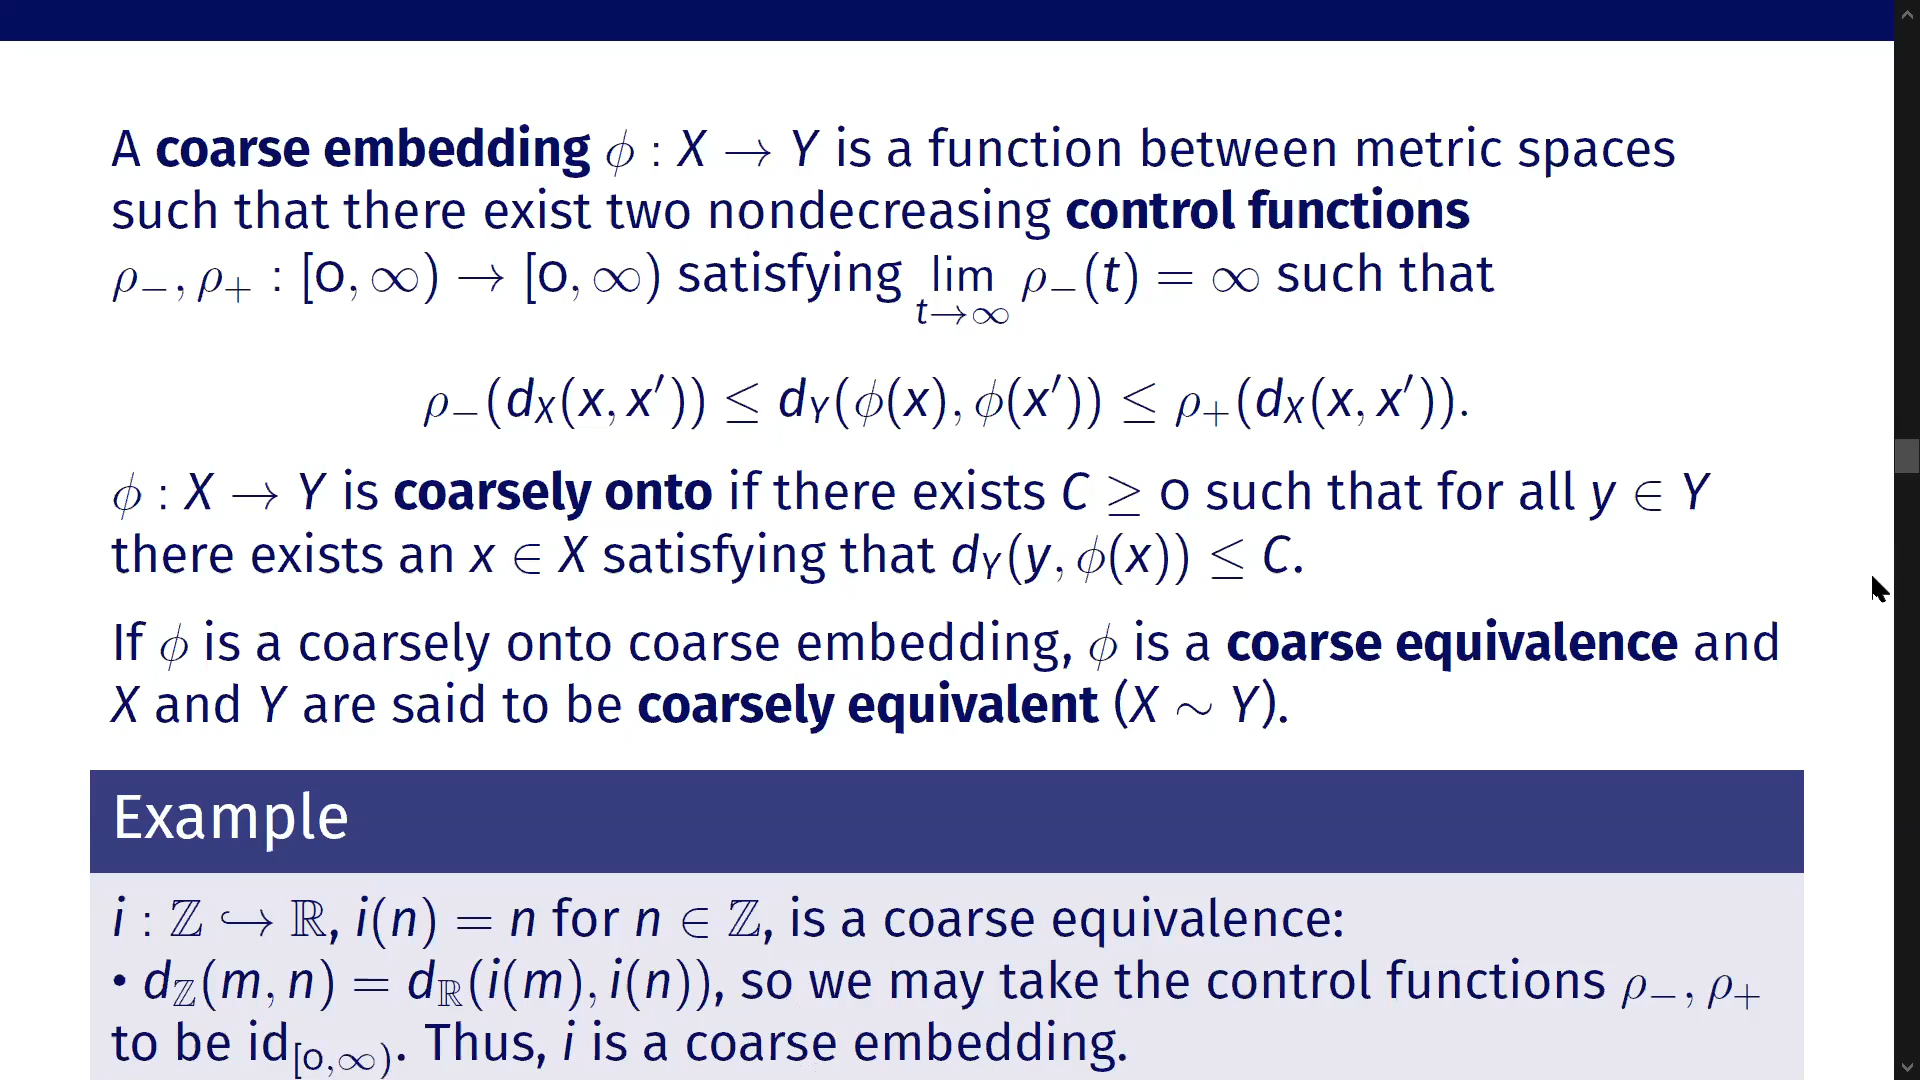 A coarse embedding ϕ : X → Y is a function between metric spaces
such that there exist two nondecreasing control functions
ρ₋, ρ₊ : [0, ∞) → [0, ∞) satisfying lim_{t→∞} ρ₋(t) = ∞ such that
ρ₋(d_X(x, x′)) ≤ d_Y(ϕ(x), ϕ(x′)) ≤ ρ₊(d_X(x, x′)).
ϕ : X → Y is coarsely onto if there exists C ≥ 0 such that for all y ∈ Y
there exists an x ∈ X satisfying that d_Y(y, ϕ(x)) ≤ C.
If ϕ is a coarsely onto coarse embedding, ϕ is a coarse equivalence and
X and Y are said to be coarsely equivalent (X ∼ Y).
Example
i : ℤ ↪ ℝ, i(n) = n for n ∈ ℤ, is a coarse equivalence:
• d_ℤ(m, n) = d_ℝ(i(m), i(n)), so we may take the control functions ρ₋, ρ₊
to be id_{[0,∞)}. Thus, i is a coarse embedding.